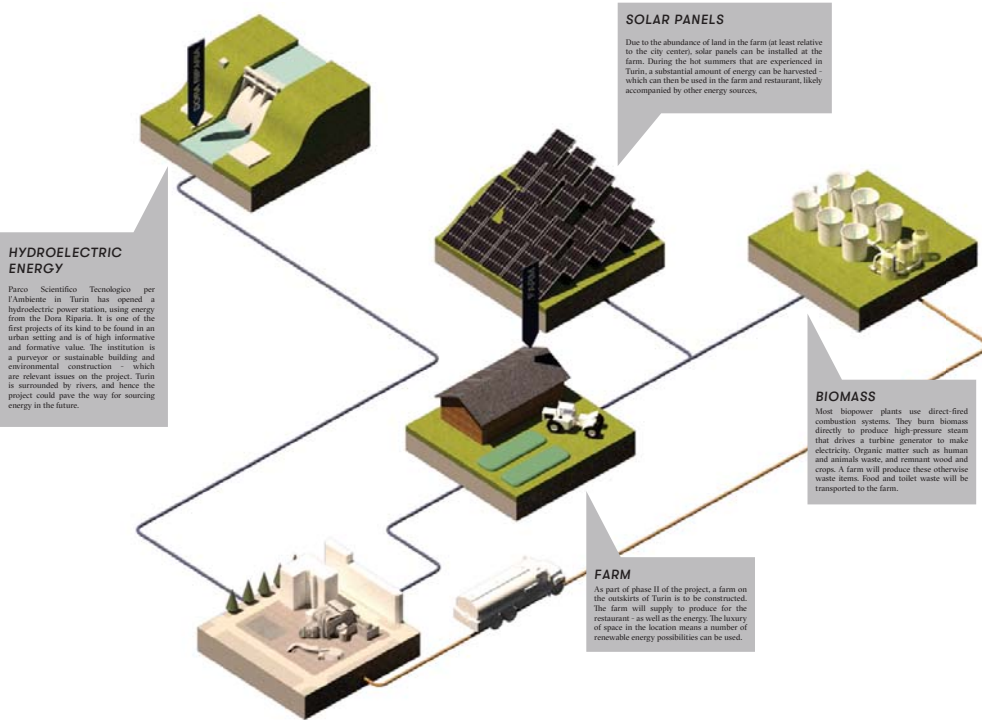 SOLAR PANELS
Due to the abundance of land in the farm (at least relative
to the city center), solar panels can be installed at the
farm. During the hot summers that are experienced in
Turin, a substantial amount of energy can be harvested -
which can then be used in the farm and restaurant, likely
accompanied by other energy sources,
DORA RIPARIA
HYDROELECTRIC
ENERGY
Parco Scientifico Tecnologico per
l'Ambiente in Turin has opened a
hydroelectric power station, using energy
from the Dora Riparia. It is one of the
first projects of its kind to be found in an
urban setting and is of high informative
and formative value. The institution is
a purveyor or sustainable building and
environmental construction - which
are relevant issues on the project. Turin
is surrounded by rivers, and hence the
project could pave the way for sourcing
energy in the future.
BIOMASS
Most biopower plants use direct-fired
combustion systems. They burn biomass
directly to produce high-pressure steam
that drives a turbine generator to make
electricity. Organic matter such as human
and animals waste, and remnant wood and
crops. A farm will produce these otherwise
waste items. Food and toilet waste will be
transported to the farm.
FARM
As part of phase II of the project, a farm on
the outskirts of Turin is to be constructed.
The farm will supply to produce for the
restaurant - as well as the energy. The luxury
of space in the location means a number of
renewable energy possibilities can be used.